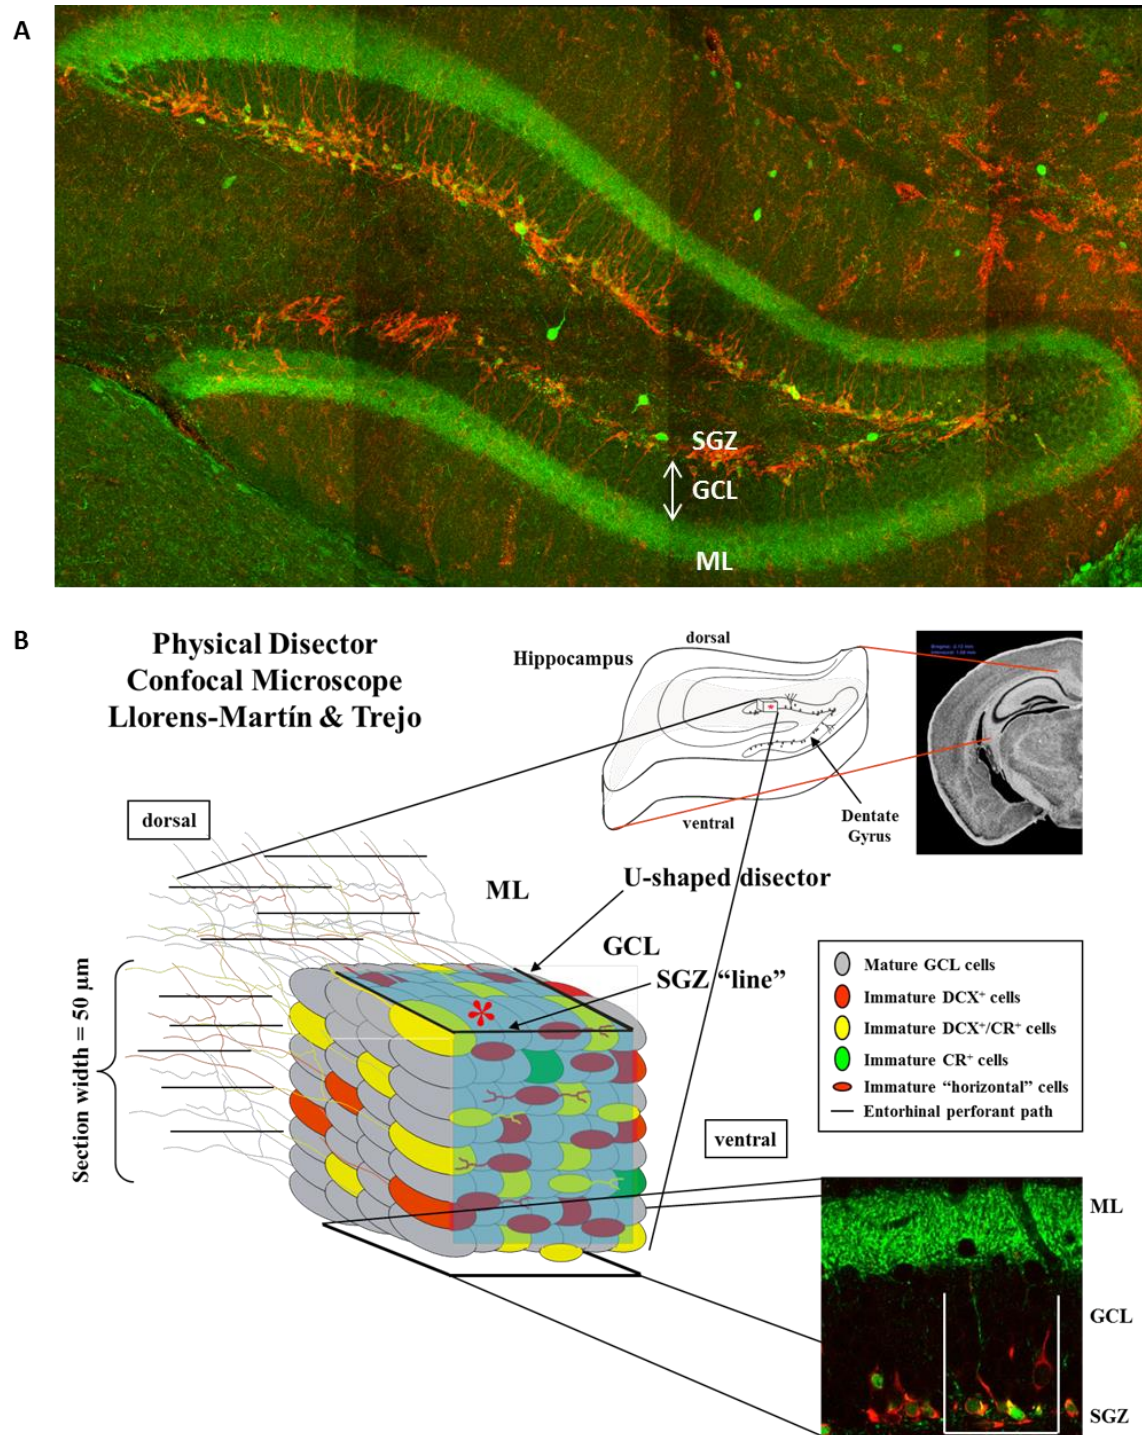 A
SGZ
GCL
ML
B
Physical Disector
Confocal Microscope
Llorens-Martín & Trejo
dorsal
Hippocampus
ventral
Dentate
Gyrus
dorsal
ML
U-shaped disector
GCL
SGZ “line”
Section width = 50 μm
Mature GCL cells
Immature DCX⁺ cells
Immature DCX⁺/CR⁺ cells
Immature CR⁺ cells
Immature “horizontal” cells
Entorhinal perforant path
ventral
ML
GCL
SGZ